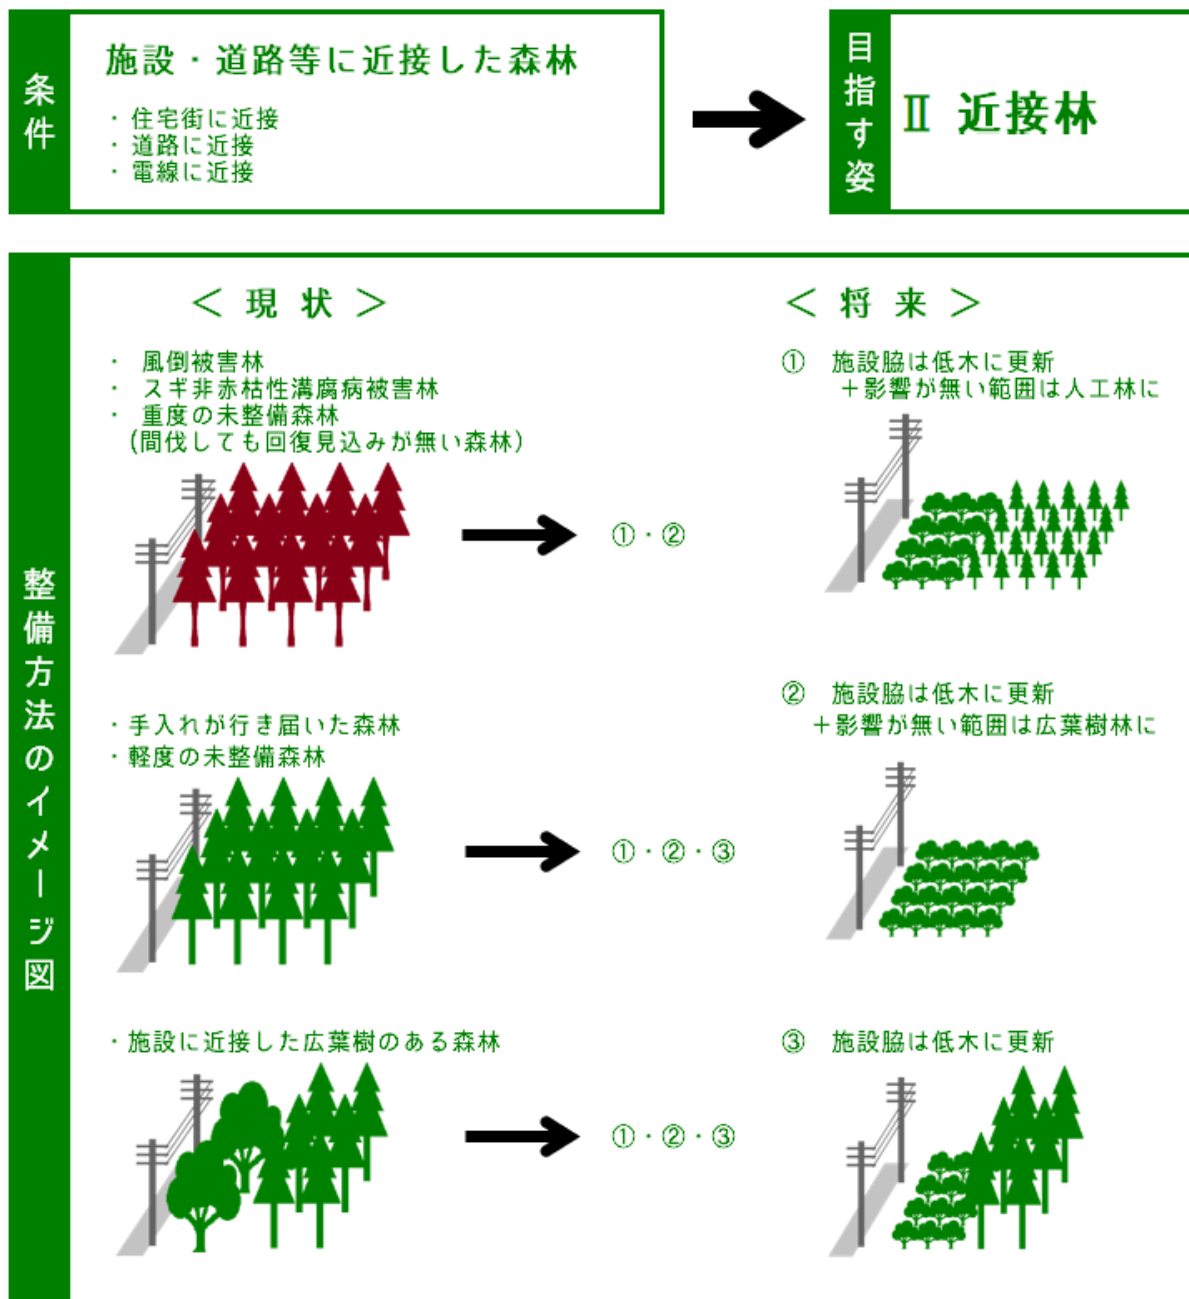 条件
施設・道路等に近接した森林
・住宅街に近接
・道路に近接
・電線に近接
目指す姿
Ⅱ 近接林
整備方法のイメージ図
＜ 現 状 ＞
・ 風倒被害林
・ スギ非赤枯性溝腐病被害林
・ 重度の未整備森林
(間伐しても回復見込みが無い森林)
①・②
・手入れが行き届いた森林
・軽度の未整備森林
①・②・③
・施設に近接した広葉樹のある森林
①・②・③
＜ 将 来 ＞
① 施設脇は低木に更新
＋影響が無い範囲は人工林に
② 施設脇は低木に更新
＋影響が無い範囲は広葉樹林に
③ 施設脇は低木に更新